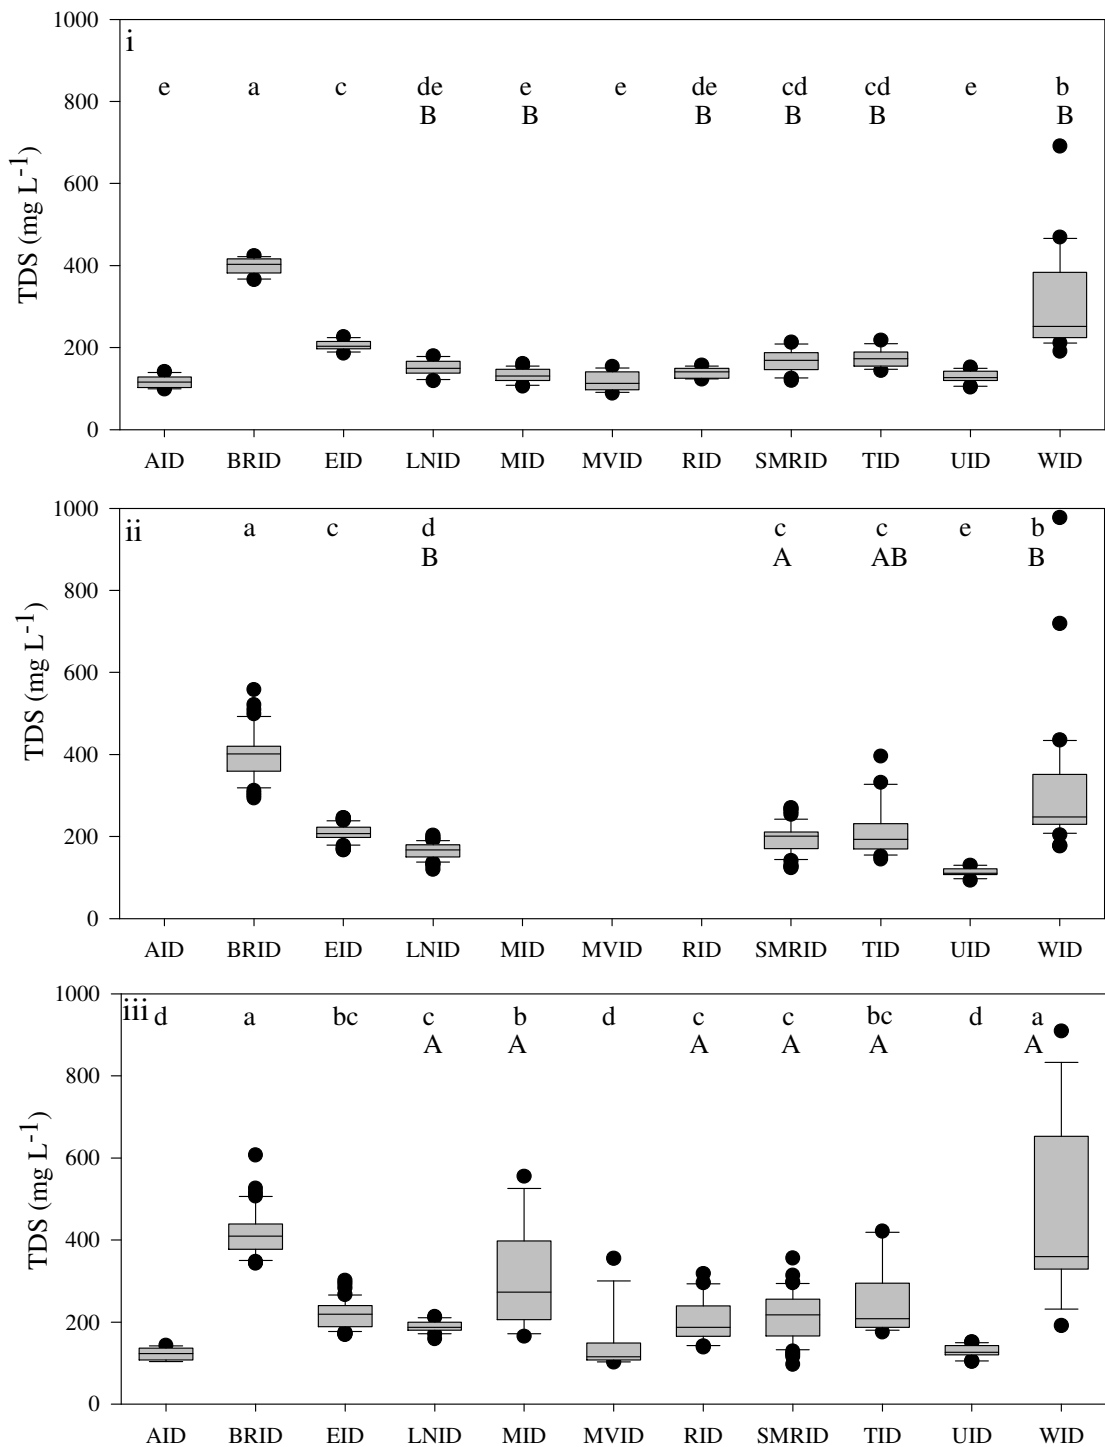 i
e a c de e e de cd cd e b
B B B B B B
1000
800
600
400
200
0
TDS (mg L-1)
AID BRID EID LNID MID MVID RID SMRID TID UID WID
ii
a c d c c e b
B A AB B
1000
800
600
400
200
0
TDS (mg L-1)
AID BRID EID LNID MID MVID RID SMRID TID UID WID
iii
d a bc c b d c c bc d a
A A A A A A
1000
800
600
400
200
0
TDS (mg L-1)
AID BRID EID LNID MID MVID RID SMRID TID UID WID